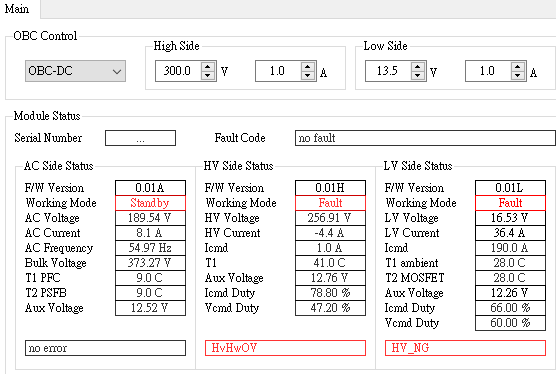 Main
OBC Control
High Side
Low Side
OBC-DC
300.0 V
1.0 A
13.5 V
1.0 A
Module Status
Serial Number ...
Fault Code no fault
AC Side Status
F/W Version 0.01A
Working Mode Standby
AC Voltage 189.54 V
AC Current 8.1 A
AC Frequency 54.97 Hz
Bulk Voltage 373.27 V
T1 PFC 9.0 C
T2 PSFB 9.0 C
Aux Voltage 12.52 V
no error
HV Side Status
F/W Version 0.01H
Working Mode Fault
HV Voltage 256.91 V
HV Current -4.4 A
Icmd 1.0 A
T1 41.0 C
Aux Voltage 12.76 V
Icmd Duty 78.80 %
Vcmd Duty 47.20 %
HvHwOV
LV Side Status
F/W Version 0.01L
Working Mode Fault
LV Voltage 16.53 V
LV Current 36.4 A
Icmd 190.0 A
T1 ambient 28.0 C
T2 MOSFET 28.0 C
Aux Voltage 12.26 V
Icmd Duty 66.00 %
Vcmd Duty 60.00 %
HV_NG